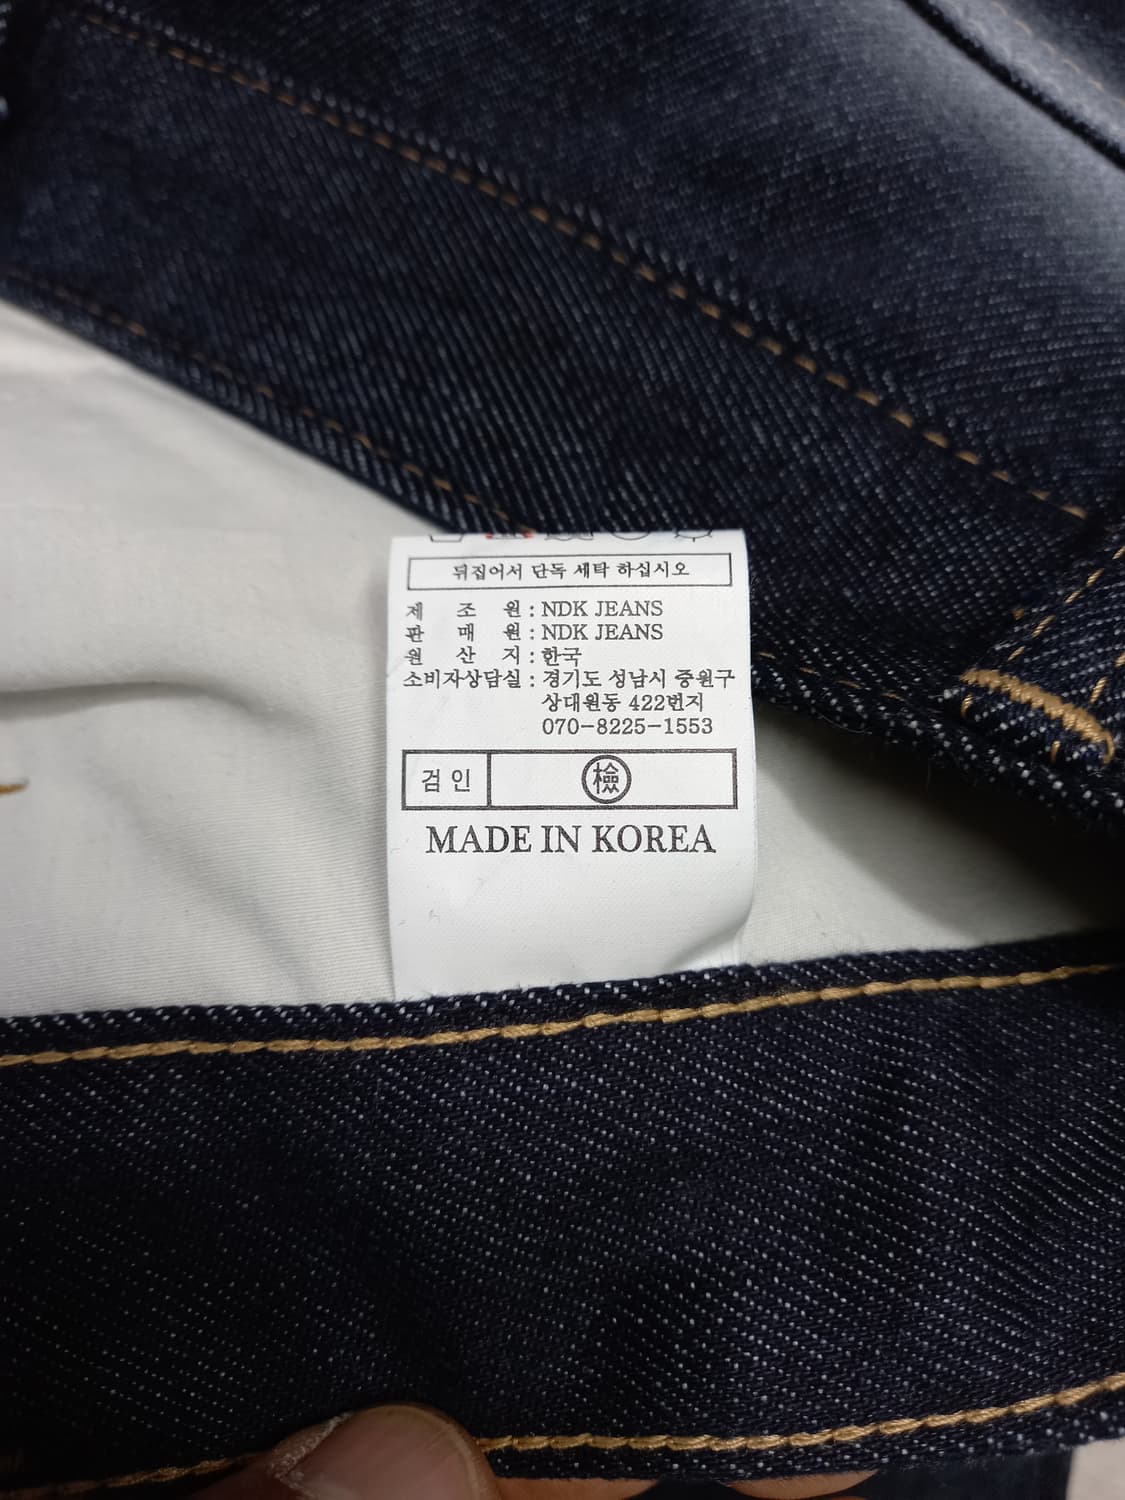 뒤집어서 단독 세탁 하십시오
제 조 원 : NDK JEANS
판 매 원 : NDK JEANS
원 산 지 : 한국
소비자상담실 : 경기도 성남시 중원구
상대원동 422번지
070-8225-1553
검 인 檢
MADE IN KOREA